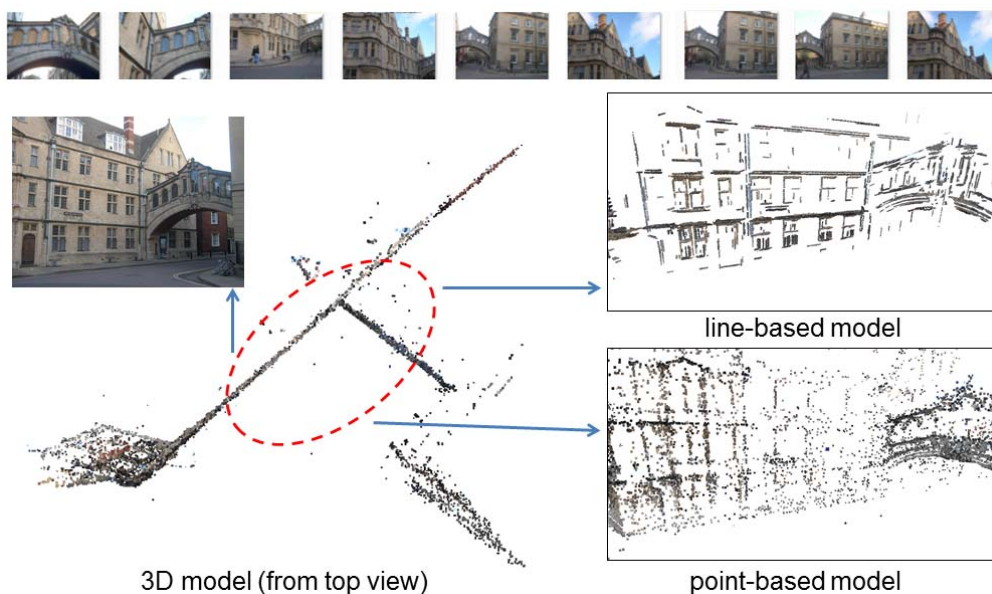 line-based model
3D model (from top view)
point-based model